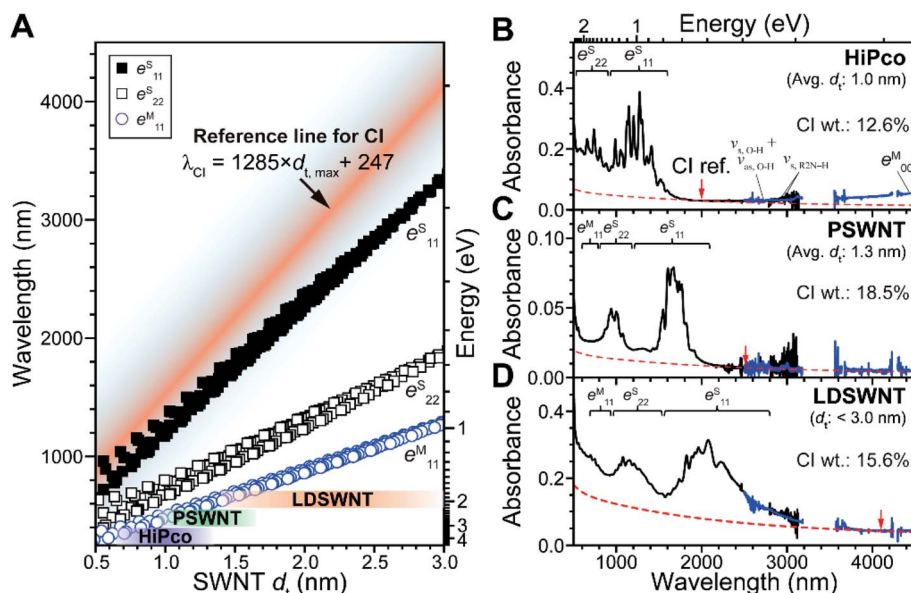 A
Wavelength (nm)
4000
3000
2000
1000
e^S_11
e^S_22
e^M_11
Reference line for CI
λ_CI = 1285×d_t, max + 247
e^S_11
e^S_22
e^M_11
LDSWNT
PSWNT
HiPco
0.5 1.0 1.5 2.0 2.5 3.0
SWNT d_t (nm)
Energy (eV)
1
2
3
4
Energy (eV)
2 1
B
HiPco
(Avg. d_t: 1.0 nm)
CI wt.: 12.6%
e^S_22 e^S_11
CI ref.
ν_s, O-H +
ν_as, O-H
ν_s, R2N–H
e^M_00
Absorbance
0.4
0.2
0.0
C
PSWNT
(Avg. d_t: 1.3 nm)
CI wt.: 18.5%
e^M_11 e^S_22 e^S_11
Absorbance
0.10
0.05
0.00
D
LDSWNT
(d_t: < 3.0 nm)
CI wt.: 15.6%
e^M_11 e^S_22 e^S_11
Absorbance
0.4
0.2
0.0
1000 2000 3000 4000
Wavelength (nm)